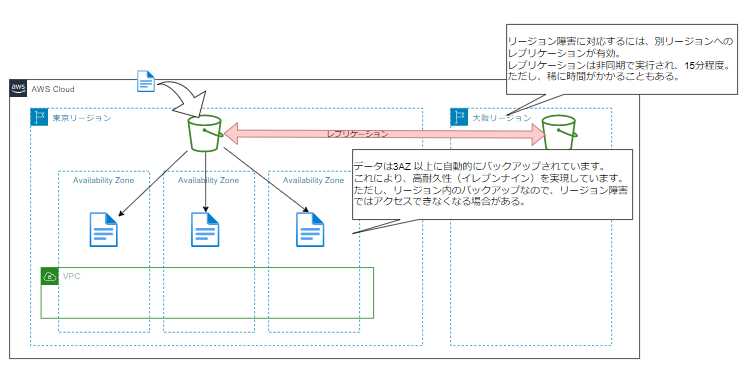 リージョン障害に対応するには、別リージョンへの
レプリケーションが有効。
レプリケーションは非同期で実行され、15分程度。
ただし、稀に時間がかかることもある。
aws
AWS Cloud
東京リージョン
大阪リージョン
レプリケーション
データは3AZ 以上に自動的にバックアップされています。
これにより、高耐久性（イレブンナイン）を実現しています。
ただし、リージョン内のバックアップなので、リージョン障害
ではアクセスできなくなる場合がある。
Availability Zone
Availability Zone
Availability Zone
VPC